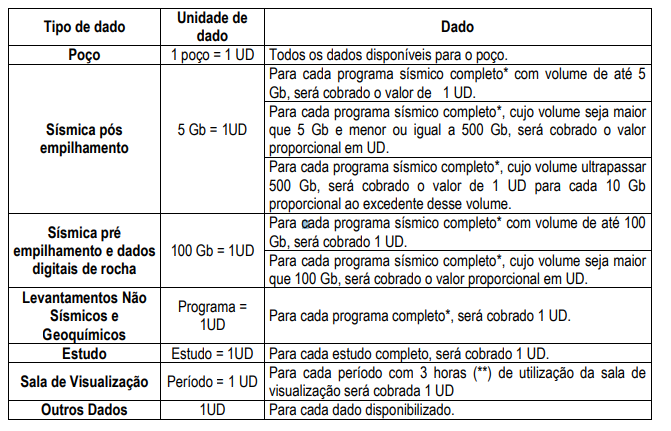 Tipo de dado
Unidade de
dado
Dado
Poço
1 poço = 1 UD
Todos os dados disponíveis para o poço.
Sísmica pós
empilhamento
5 Gb = 1UD
Para cada programa sísmico completo* com volume de até 5
Gb, será cobrado o valor de 1 UD.
Para cada programa sísmico completo*, cujo volume seja maior
que 5 Gb e menor ou igual a 500 Gb, será cobrado o valor
proporcional em UD.
Para cada programa sísmico completo*, cujo volume ultrapassar
500 Gb, será cobrado o valor de 1 UD para cada 10 Gb
proporcional ao excedente desse volume.
Sísmica pré
empilhamento e dados
digitais de rocha
100 Gb = 1UD
Para cada programa sísmico completo* com volume de até 100
Gb, será cobrado 1 UD.
Para cada programa sísmico completo*, cujo volume seja maior
que 100 Gb, será cobrado o valor proporcional em UD.
Levantamentos Não
Sísmicos e
Geoquímicos
Programa =
1UD
Para cada programa completo*, será cobrado 1 UD.
Estudo
Estudo = 1UD
Para cada estudo completo, será cobrado 1 UD.
Sala de Visualização
Período = 1 UD
Para cada período com 3 horas (**) de utilização da sala de
visualização será cobrada 1 UD
Outros Dados
1UD
Para cada dado disponibilizado.